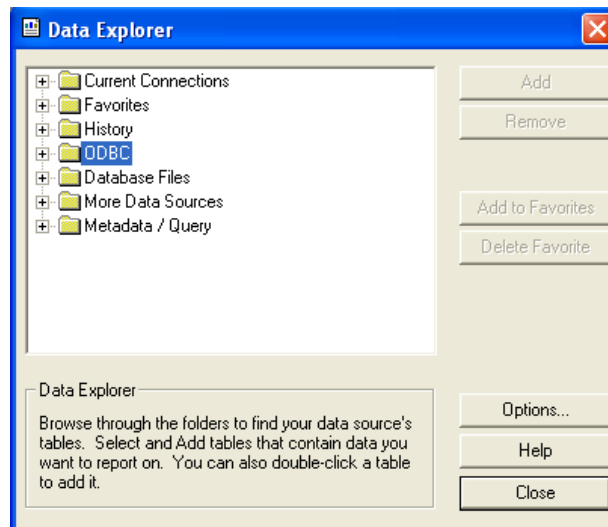 Data Explorer
Current Connections
Favorites
History
ODBC
Database Files
More Data Sources
Metadata / Query
Add
Remove
Add to Favorites
Delete Favorite
Data Explorer
Browse through the folders to find your data source's
tables. Select and Add tables that contain data you
want to report on. You can also double-click a table
to add it.
Options...
Help
Close